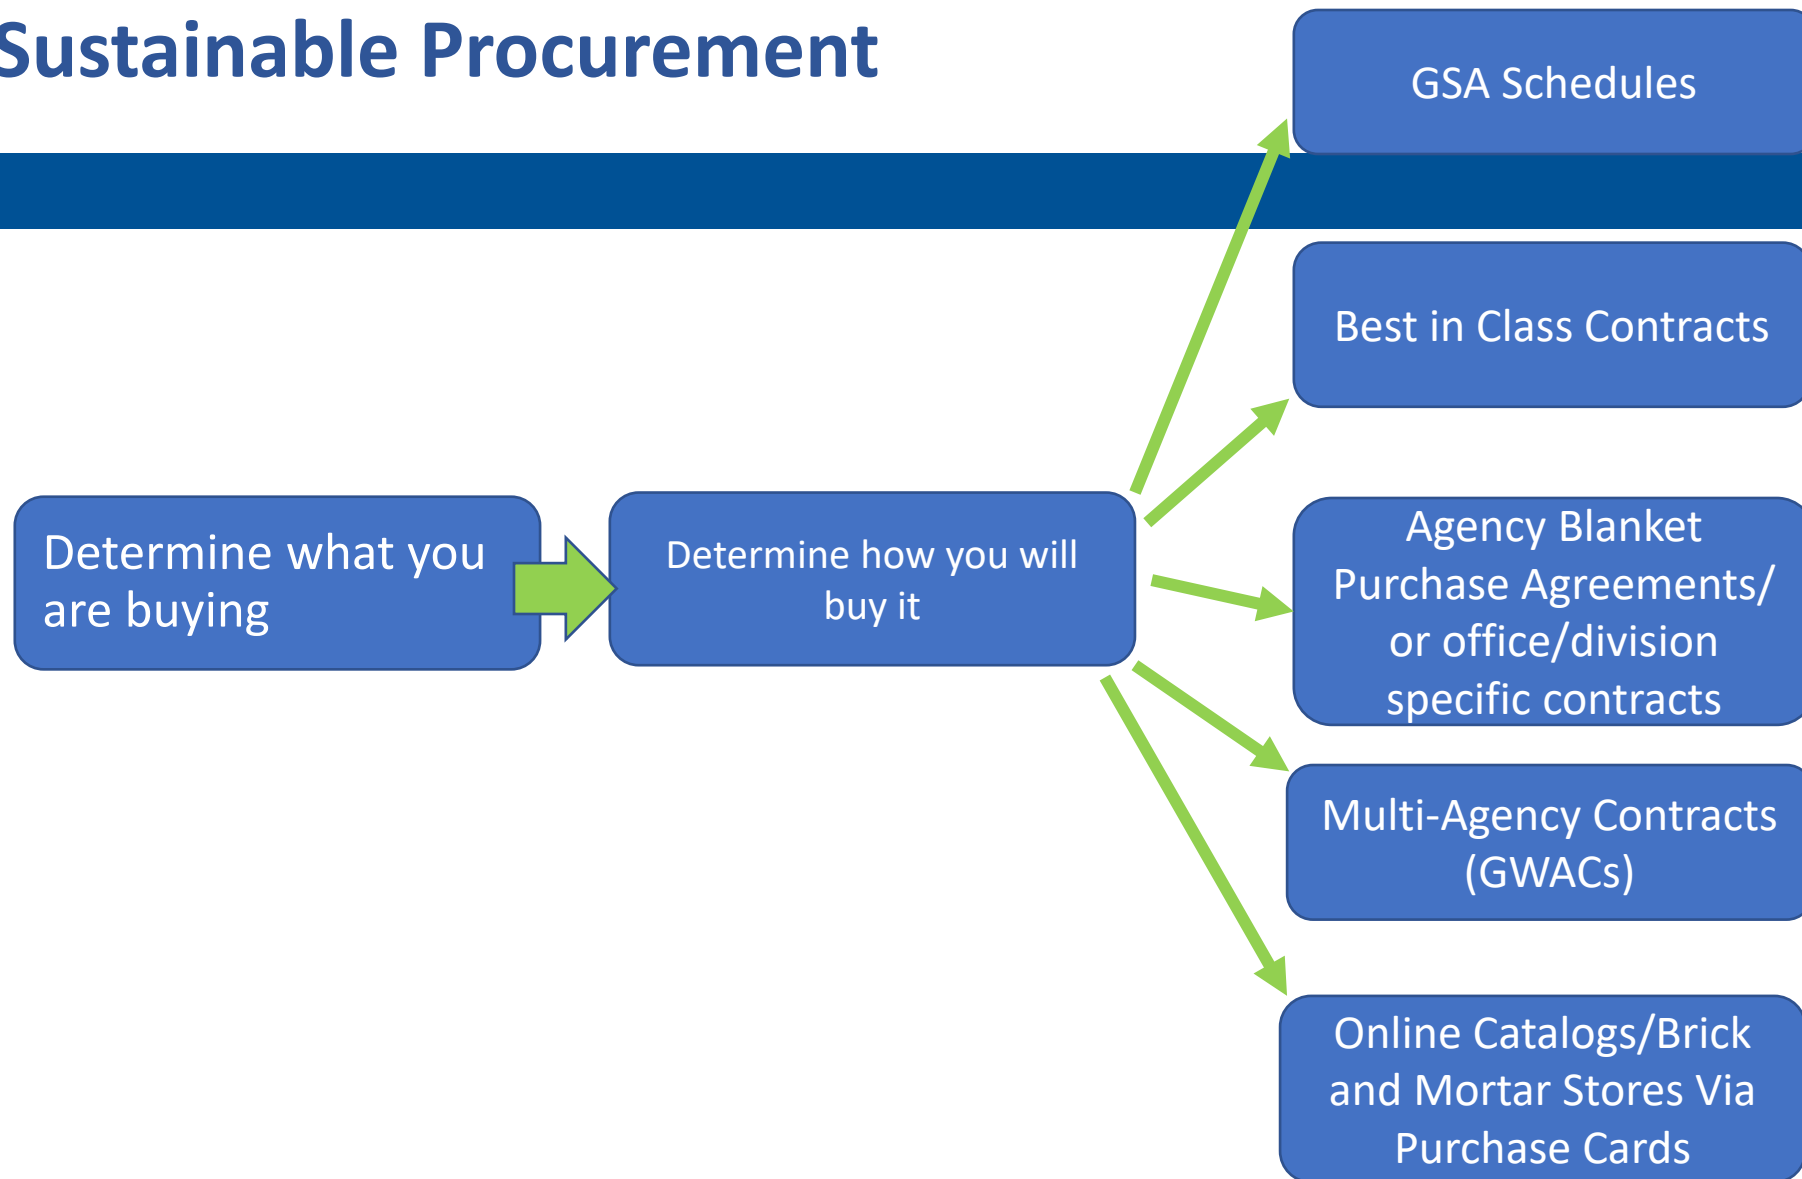 Sustainable Procurement
GSA Schedules
Best in Class Contracts
Determine what you
are buying
Determine how you will
buy it
Agency Blanket
Purchase Agreements/
or office/division
specific contracts
Multi-Agency Contracts
(GWACs)
Online Catalogs/Brick
and Mortar Stores Via
Purchase Cards